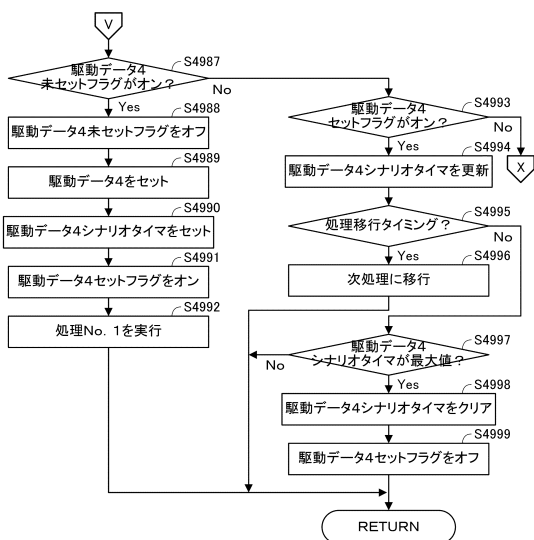 V
駆動データ4
未セットフラグがオン？
S4987
Yes
No
駆動データ4未セットフラグをオフ
S4988
駆動データ4をセット
S4989
駆動データ4シナリオタイマをセット
S4990
駆動データ4セットフラグをオン
S4991
処理No. 1を実行
S4992
駆動データ4
セットフラグがオン？
S4993
Yes
No
X
駆動データ4シナリオタイマを更新
S4994
処理移行タイミング？
S4995
Yes
No
次処理に移行
S4996
駆動データ4
シナリオタイマが最大値？
S4997
No
Yes
駆動データ4シナリオタイマをクリア
S4998
駆動データ4セットフラグをオフ
S4999
RETURN